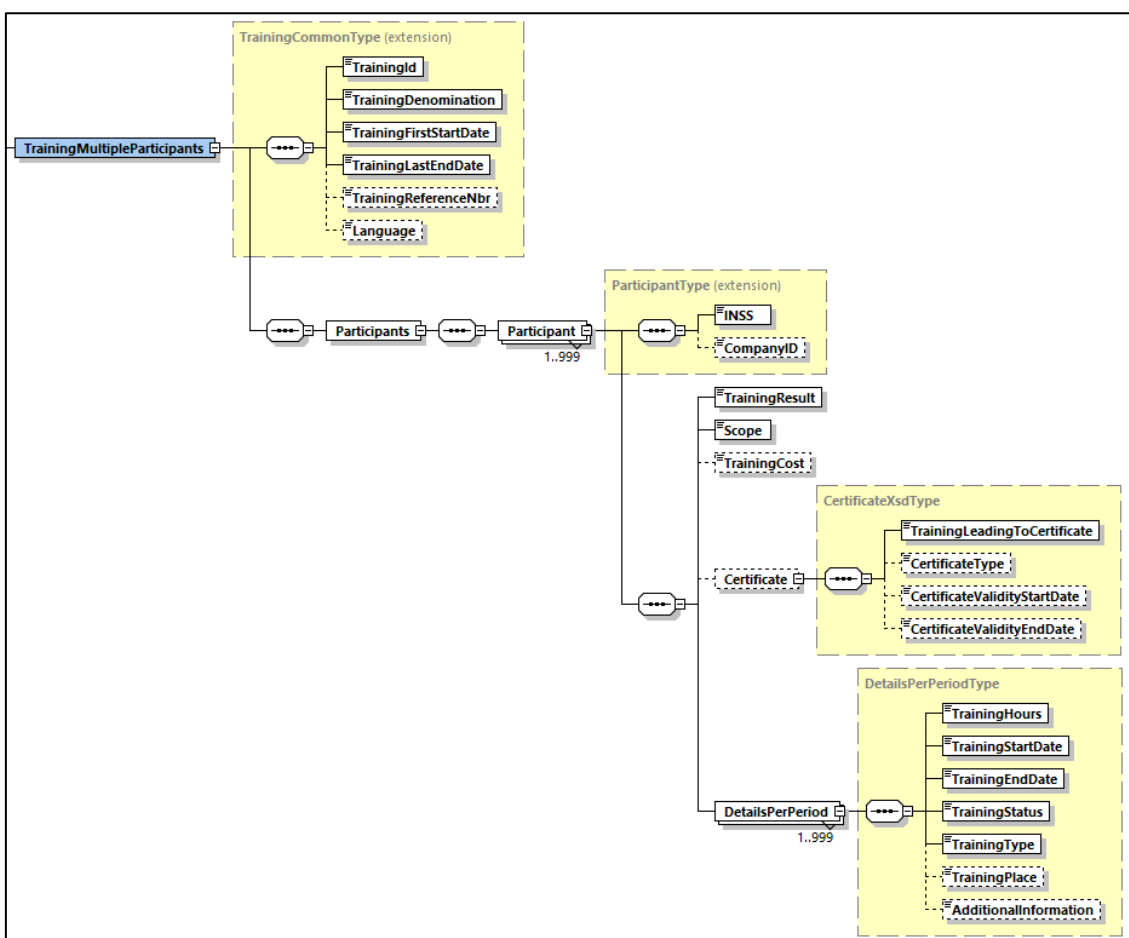 TrainingCommonType (extension)
TrainingId
TrainingDenomination
TrainingFirstStartDate
TrainingMultipleParticipants
TrainingLastEndDate
TrainingReferenceNbr
Language
ParticipantType (extension)
INSS
Participants
Participant
CompanyID
1..999
TrainingResult
Scope
TrainingCost
CertificateXsdType
TrainingLeadingToCertificate
CertificateType
Certificate
CertificateValidityStartDate
CertificateValidityEndDate
DetailsPerPeriodType
TrainingHours
TrainingStartDate
TrainingEndDate
DetailsPerPeriod
TrainingStatus
1..999
TrainingType
TrainingPlace
AdditionalInformation